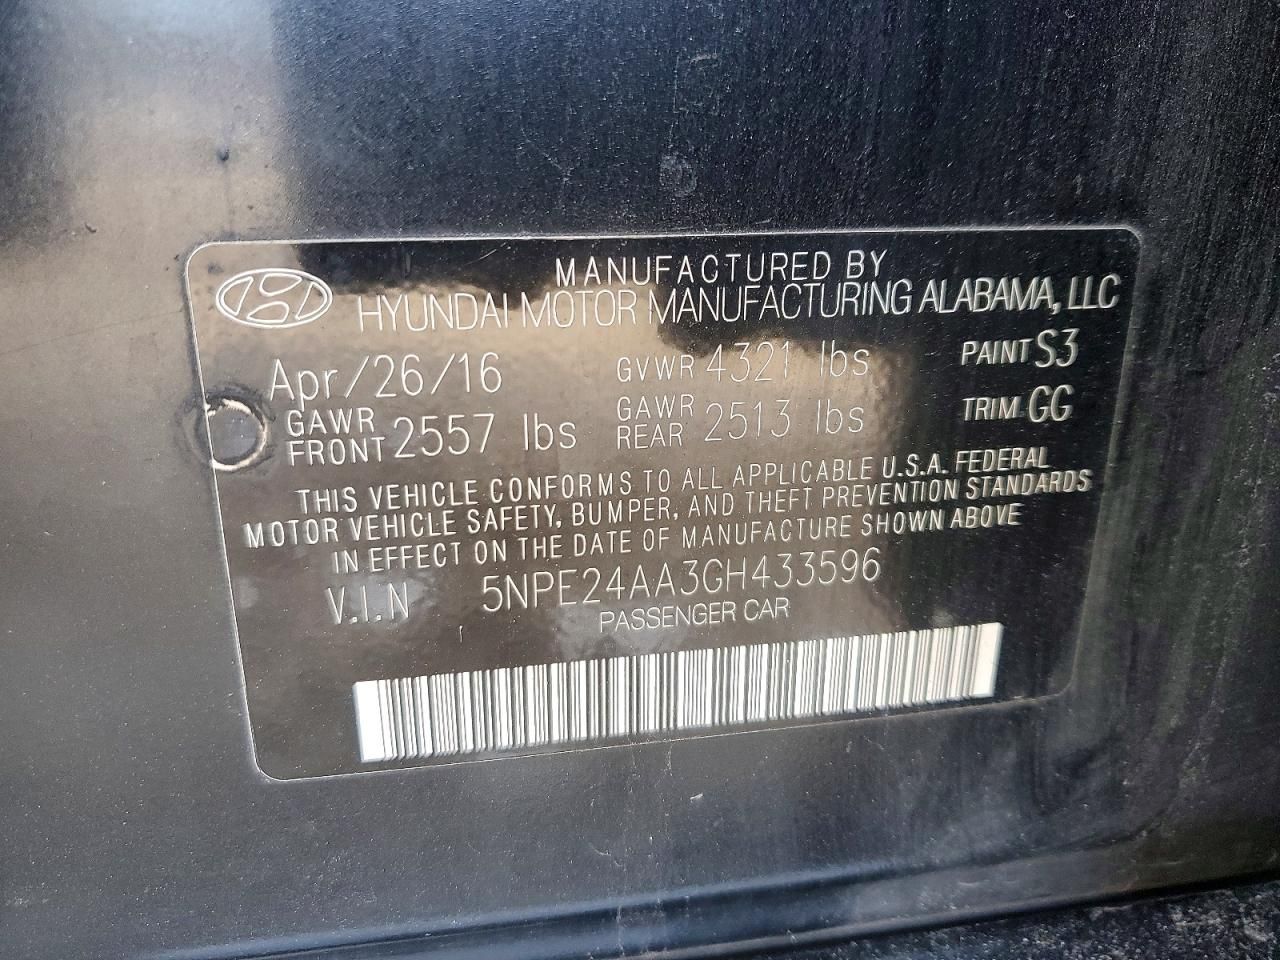 MANUFACTURED BY
HYUNDAI MOTOR MANUFACTURING ALABAMA, LLC
Apr/26/16 GVWR 4321 lbs PAINT S3
GAWR FRONT 2557 lbs GAWR REAR 2513 lbs TRIM GG
THIS VEHICLE CONFORMS TO ALL APPLICABLE U.S.A. FEDERAL
MOTOR VEHICLE SAFETY, BUMPER, AND THEFT PREVENTION STANDARDS
IN EFFECT ON THE DATE OF MANUFACTURE SHOWN ABOVE
V.I.N 5NPE24AA3GH433596
PASSENGER CAR